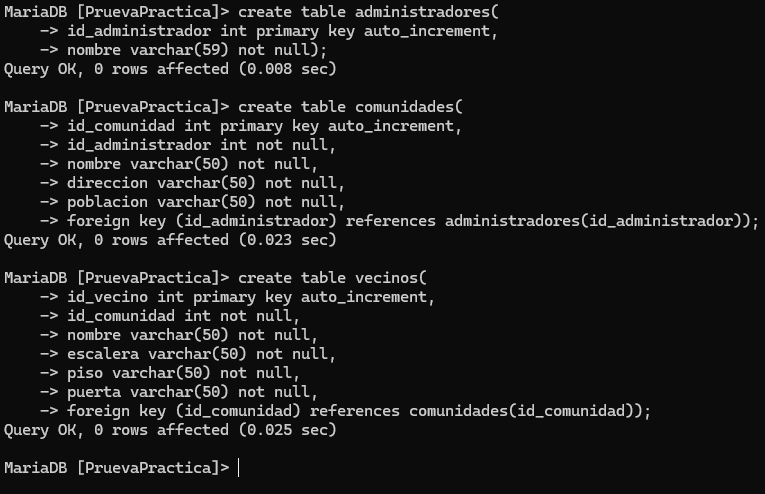 MariaDB [PruevaPractica]> create table administradores(
-> id_administrador int primary key auto_increment,
-> nombre varchar(59) not null);
Query OK, 0 rows affected (0.008 sec)
MariaDB [PruevaPractica]> create table comunidades(
-> id_comunidad int primary key auto_increment,
-> id_administrador int not null,
-> nombre varchar(50) not null,
-> direccion varchar(50) not null,
-> poblacion varchar(50) not null,
-> foreign key (id_administrador) references administradores(id_administrador));
Query OK, 0 rows affected (0.023 sec)
MariaDB [PruevaPractica]> create table vecinos(
-> id_vecino int primary key auto_increment,
-> id_comunidad int not null,
-> nombre varchar(50) not null,
-> escalera varchar(50) not null,
-> piso varchar(50) not null,
-> puerta varchar(50) not null,
-> foreign key (id_comunidad) references comunidades(id_comunidad));
Query OK, 0 rows affected (0.025 sec)
MariaDB [PruevaPractica]>